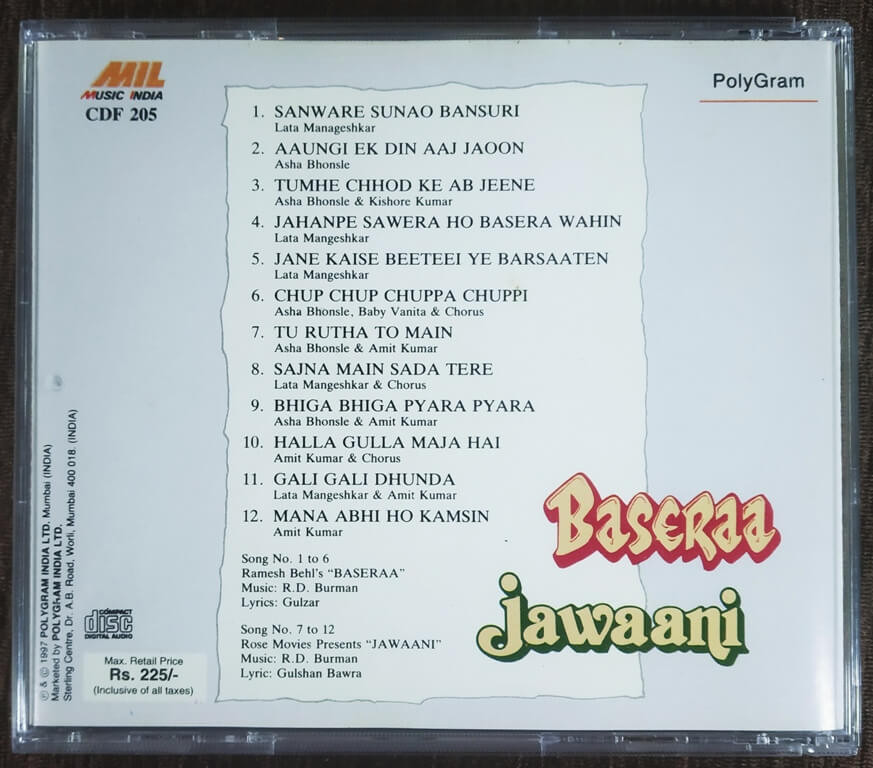 MIL
MUSIC INDIA
CDF 205
PolyGram
1. SANWARE SUNAO BANSURI
Lata Manageshkar
2. AAUNGI EK DIN AAJ JAOON
Asha Bhonsle
3. TUMHE CHHOD KE AB JEENE
Asha Bhonsle & Kishore Kumar
4. JAHANPE SAWERA HO BASERA WAHIN
Lata Mangeshkar
5. JANE KAISE BEETEEI YE BARSAATEN
Lata Mangeshkar
6. CHUP CHUP CHUPPA CHUPPI
Asha Bhonsle, Baby Vanita & Chorus
7. TU RUTHA TO MAIN
Asha Bhonsle & Amit Kumar
8. SAJNA MAIN SADA TERE
Lata Mangeshkar & Chorus
9. BHIGA BHIGA PYARA PYARA
Asha Bhonsle & Amit Kumar
10. HALLA GULLA MAJA HAI
Amit Kumar & Chorus
11. GALI GALI DHUNDA
Lata Mangeshkar & Amit Kumar
12. MANA ABHI HO KAMSIN
Amit Kumar
Song No. 1 to 6
Ramesh Behl's "BASERAA"
Music: R.D. Burman
Lyrics: Gulzar
Song No. 7 to 12
Rose Movies Presents "JAWAANI"
Music: R.D. Burman
Lyric: Gulshan Bawra
Baseraa
Jawaani
℗ & © 1997 POLYGRAM INDIA LTD. Mumbai (INDIA)
Marketed by POLYGRAM INDIA LTD.
Sterling Centre, Dr. A.B. Road, Worli, Mumbai 400 018. (INDIA)
COMPACT
disc
DIGITAL AUDIO
Max. Retail Price
Rs. 225/-
(Inclusive of all taxes)